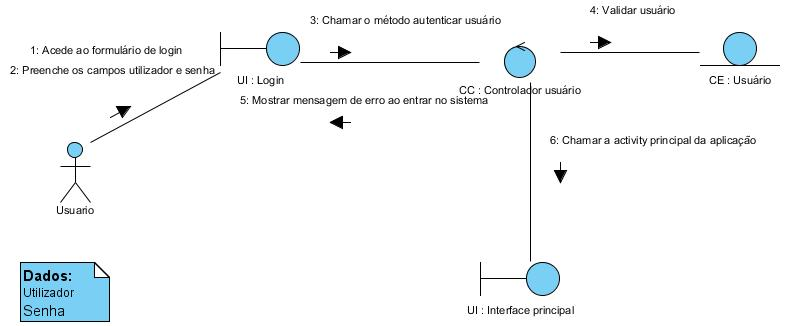 4: Validar usuário
3: Chamar o método autenticar usuário
1: Acede ao formulário de login
2: Preenche os campos utilizador e senha
UI : Login
CC : Controlador usuário
CE : Usuário
5: Mostrar mensagem de erro ao entrar no sistema
6: Chamar a activity principal da aplicação
Usuario
Dados:
Utilizador
Senha
UI : Interface principal